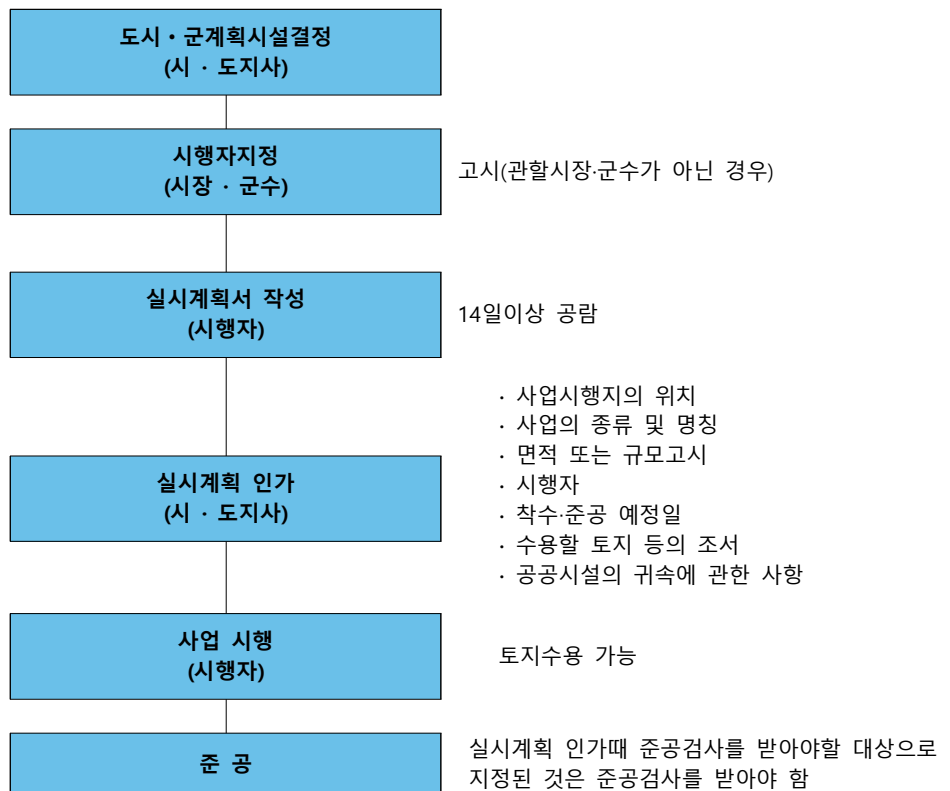 도시・군계획시설결정
(시 · 도지사)
시행자지정
(시장 · 군수)
고시(관할시장·군수가 아닌 경우)
실시계획서 작성
(시행자)
14일이상 공람
실시계획 인가
(시 · 도지사)
· 사업시행지의 위치
· 사업의 종류 및 명칭
· 면적 또는 규모고시
· 시행자
· 착수·준공 예정일
· 수용할 토지 등의 조서
· 공공시설의 귀속에 관한 사항
사업 시행
(시행자)
토지수용 가능
준 공
실시계획 인가때 준공검사를 받아야할 대상으로
지정된 것은 준공검사를 받아야 함